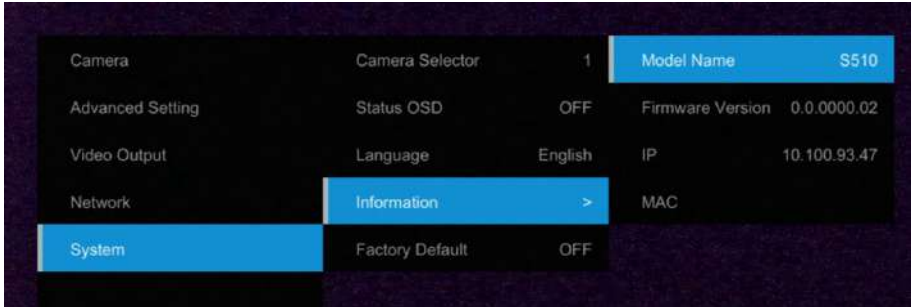 Camera
Advanced Setting
Video Output
Network
System
Camera Selector 1
Status OSD OFF
Language English
Information >
Factory Default OFF
Model Name S510
Firmware Version 0.0.0000.02
IP 10.100.93.47
MAC